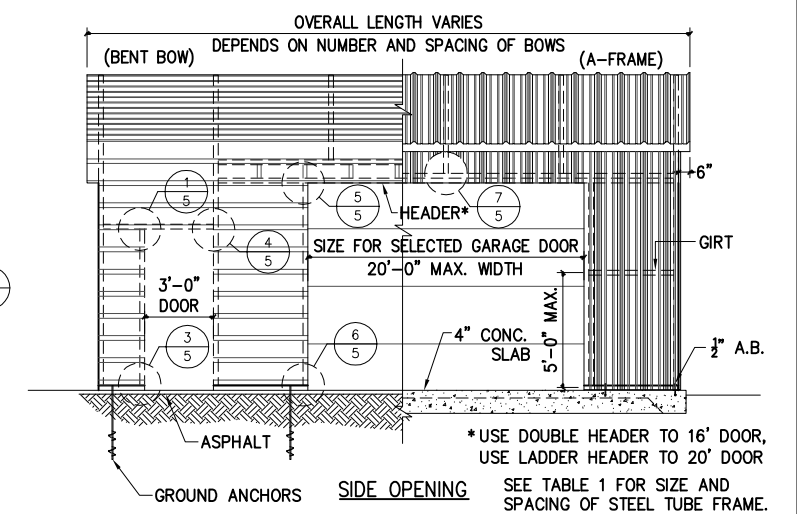 OVERALL LENGTH VARIES
DEPENDS ON NUMBER AND SPACING OF BOWS
(BENT BOW)
(A-FRAME)
6"
1
5
5
5
7
5
HEADER*
4
5
SIZE FOR SELECTED GARAGE DOOR
20'-0" MAX. WIDTH
GIRT
3'-0"
DOOR
5'-0" MAX.
3
5
6
5
4" CONC.
SLAB
½" A.B.
ASPHALT
GROUND ANCHORS
*USE DOUBLE HEADER TO 16' DOOR,
USE LADDER HEADER TO 20' DOOR
SIDE OPENING
SEE TABLE 1 FOR SIZE AND
SPACING OF STEEL TUBE FRAME.